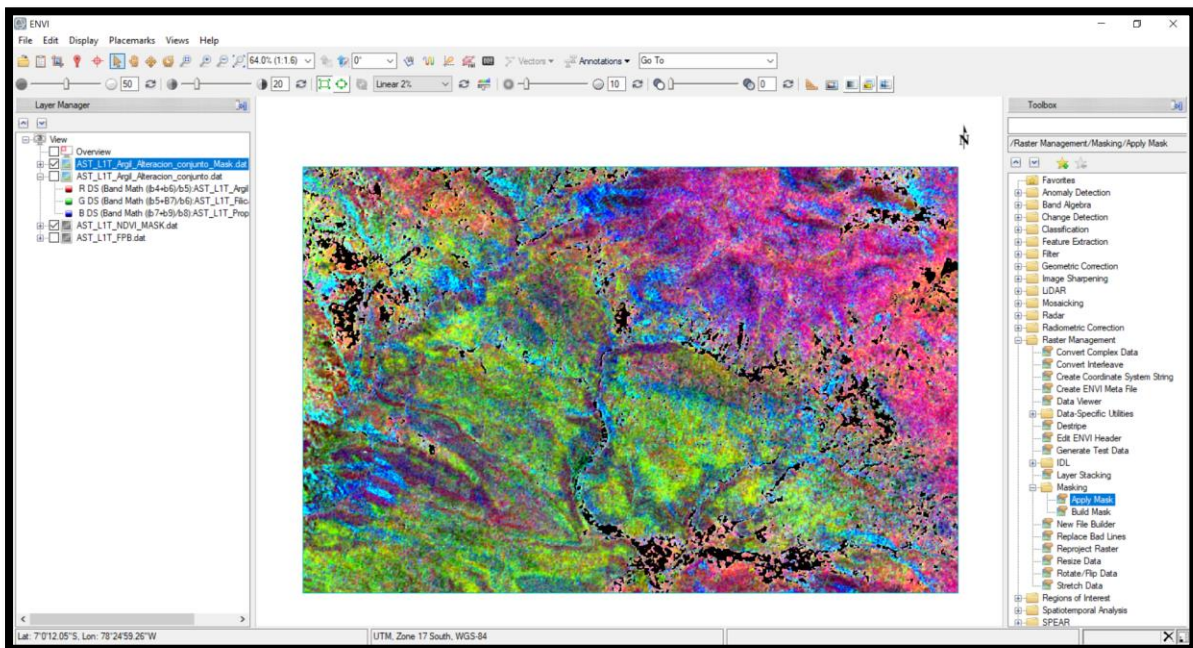 ENVI
File Edit Display Placemarks Views Help
64.0% (1:1.6) 0° Vectors Annotations Go To
50 20 Linear 2% 10 0
Layer Manager
View
Overview
AST_L1T_Argil_Alteracion_conjunto_Mask.dat
AST_L1T_Argil_Alteracion_conjunto.dat
R DS (Band Math ((b4+b6)/b5):AST_L1T_Argil
G DS (Band Math ((b5+B7)/b6):AST_L1T_Filic
B DS (Band Math ((b7+b9)/b8):AST_L1T_Prop
AST_L1T_NDVI_MASK.dat
AST_L1T_FPB.dat
N
Toolbox
/Raster Management/Masking/Apply Mask
Favorites
Anomaly Detection
Band Algebra
Change Detection
Classification
Feature Extraction
Filter
Geometric Correction
Image Sharpening
LiDAR
Mosaicking
Radar
Radiometric Correction
Raster Management
Convert Complex Data
Convert Interleave
Create Coordinate System String
Create ENVI Meta File
Data Viewer
Data-Specific Utilities
Destripe
Edit ENVI Header
Generate Test Data
IDL
Layer Stacking
Masking
Apply Mask
Build Mask
New File Builder
Replace Bad Lines
Reproject Raster
Resize Data
Rotate/Flip Data
Stretch Data
Regions of Interest
Spatiotemporal Analysis
SPEAR
Lat: 7°0'12.05"S, Lon: 78°24'59.26"W UTM, Zone 17 South, WGS-84